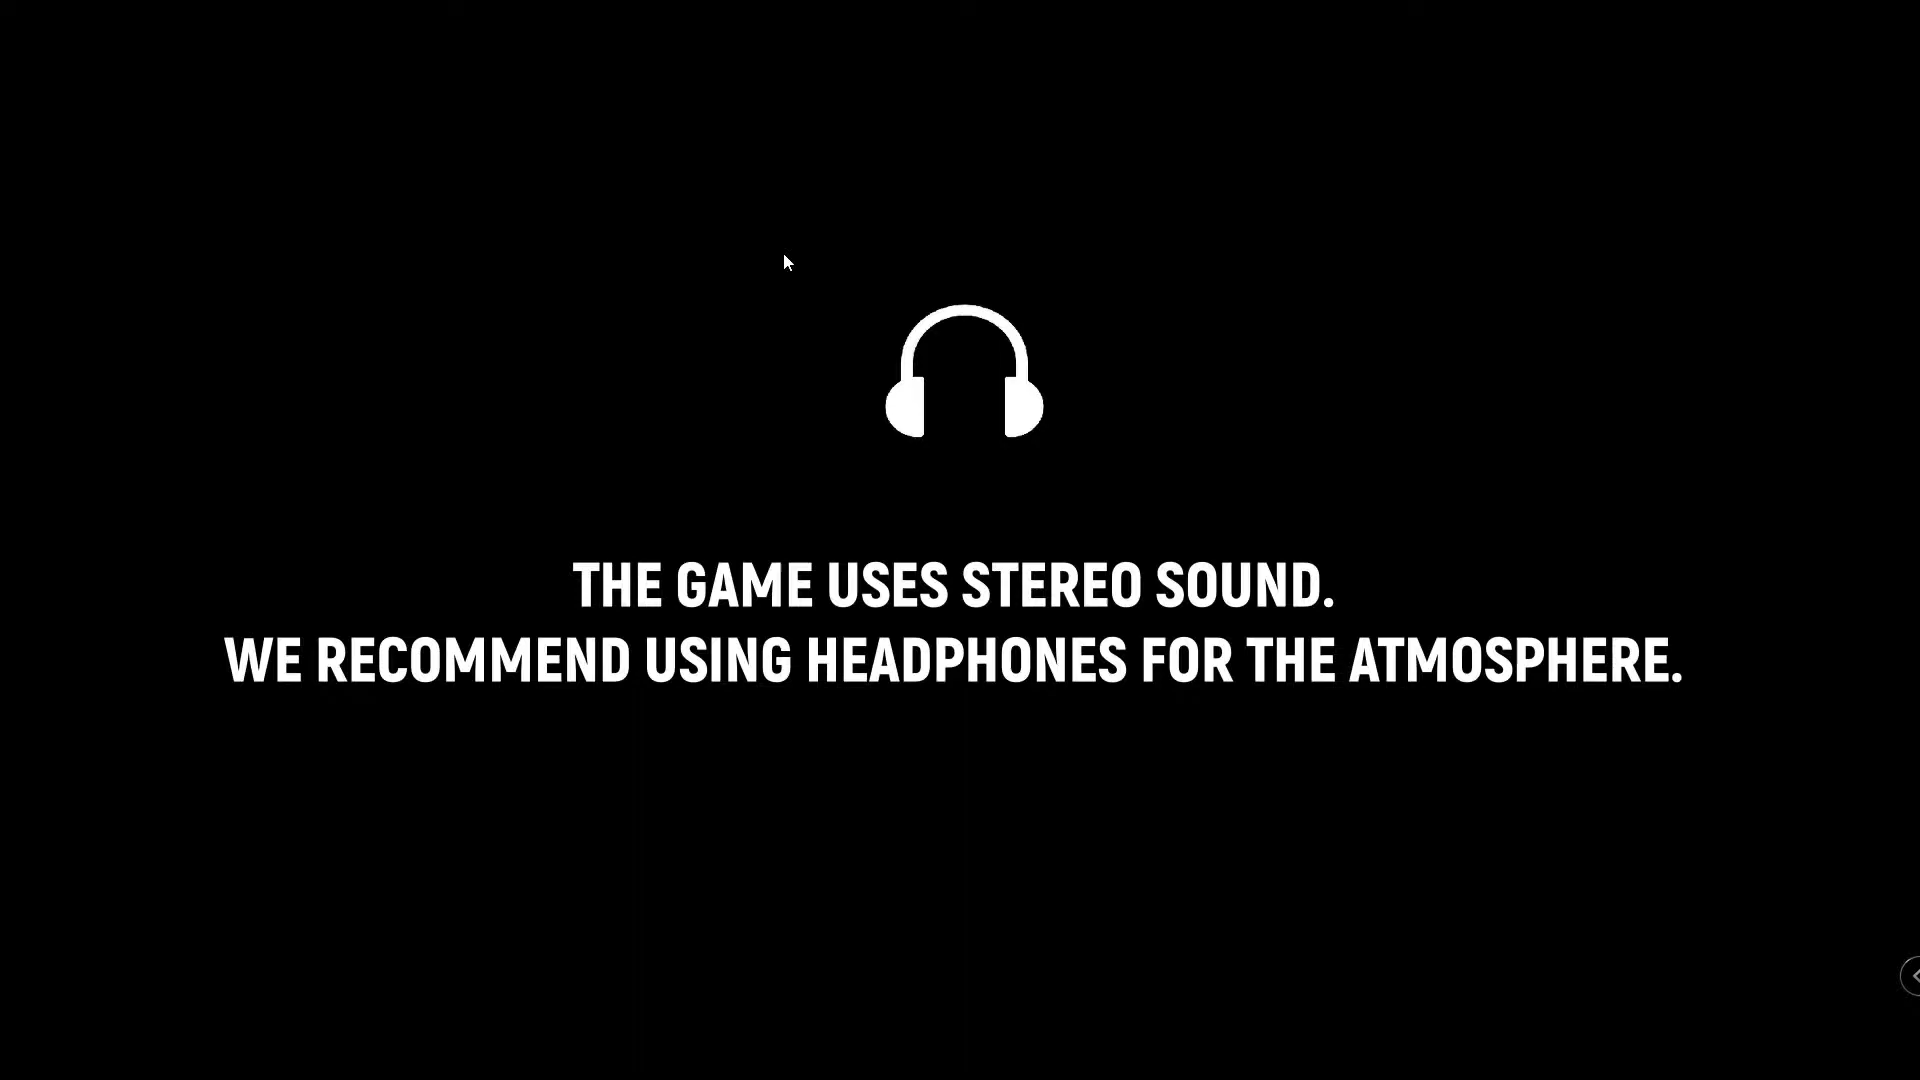 THE GAME USES STEREO SOUND.
WE RECOMMEND USING HEADPHONES FOR THE ATMOSPHERE.